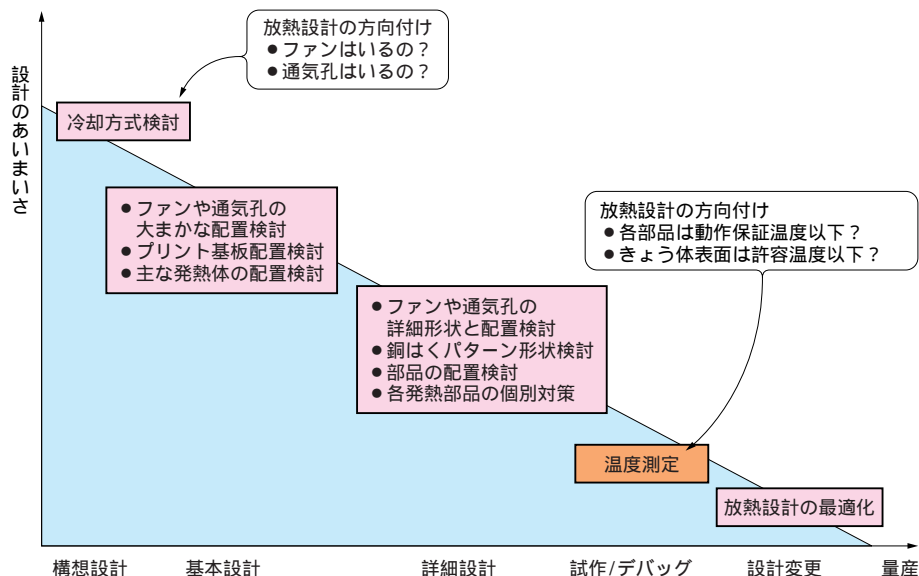 放熱設計の方向付け
●ファンはいるの？
●通気孔はいるの？
設計のあいまいさ
冷却方式検討
●ファンや通気孔の
大まかな配置検討
●プリント基板配置検討
●主な発熱体の配置検討
放熱設計の方向付け
●各部品は動作保証温度以下？
●きょう体表面は許容温度以下？
●ファンや通気孔の
詳細形状と配置検討
●銅はくパターン形状検討
●部品の配置検討
●各発熱部品の個別対策
温度測定
放熱設計の最適化
構想設計
基本設計
詳細設計
試作/デバッグ
設計変更
量産